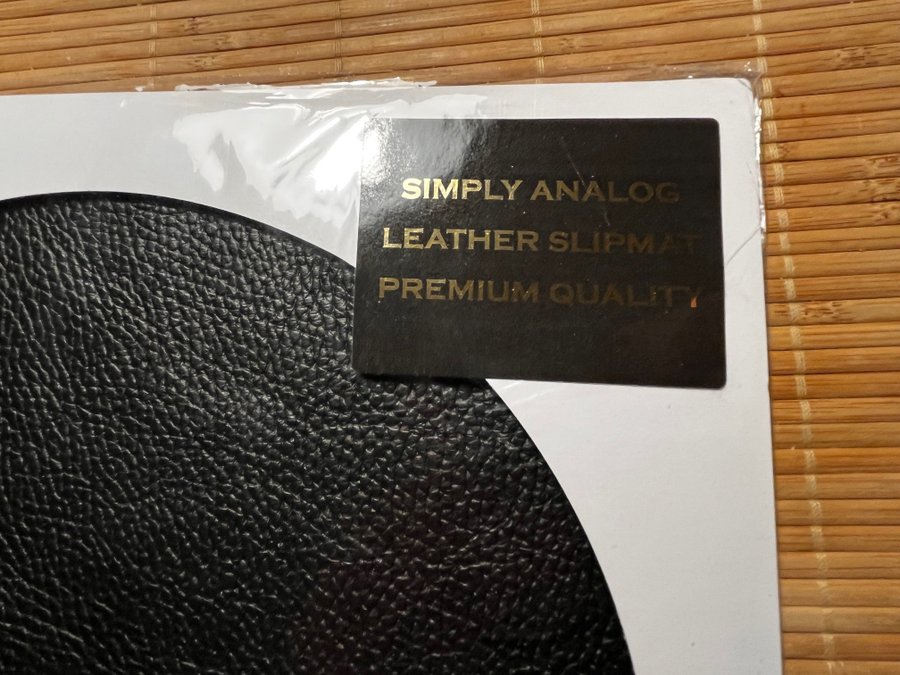 SIMPLY ANALOG
LEATHER SLIPMAT
PREMIUM QUALITY